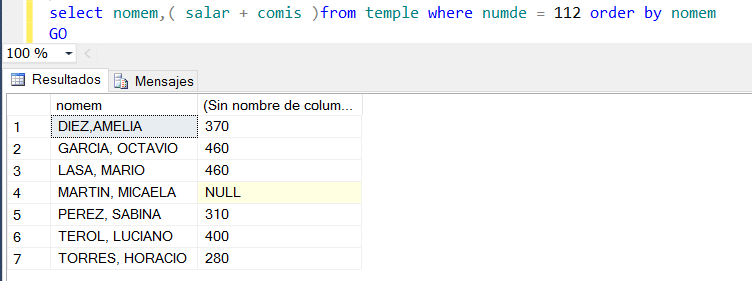 select nomem,( salar + comis )from temple where numde = 112 order by nomem
GO
100 %
Resultados Mensajes
nomem (Sin nombre de colum...
1 DIEZ,AMELIA 370
2 GARCIA, OCTAVIO 460
3 LASA, MARIO 460
4 MARTIN, MICAELA NULL
5 PEREZ, SABINA 310
6 TEROL, LUCIANO 400
7 TORRES, HORACIO 280